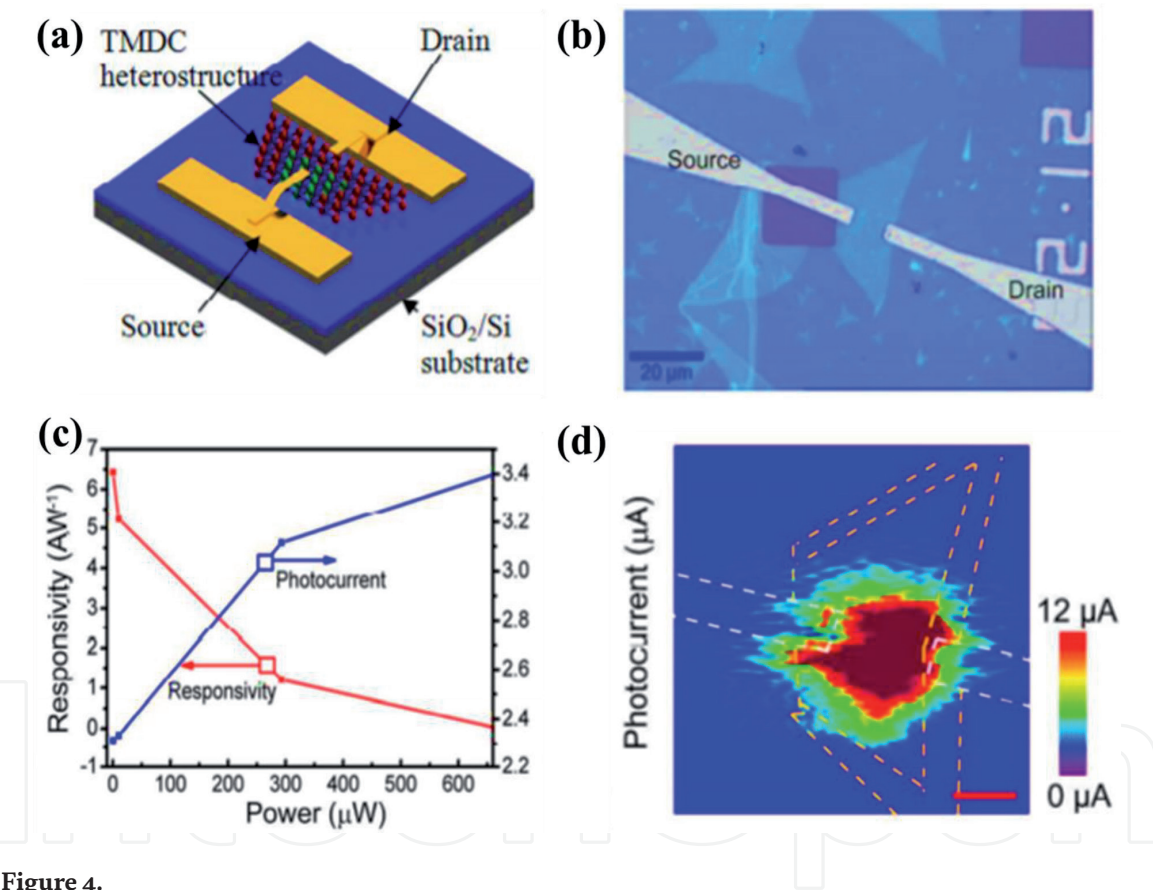 (a)
TMDC
heterostructure
Drain
Source
SiO₂/Si
substrate
(b)
Source
Drain
2.12
20 µm
(c)
7
6
5
4
3
2
1
0
-1
Responsivity (AW⁻¹)
3.4
3.2
3.0
2.8
2.6
2.4
2.2
Photocurrent
Responsivity
0 100 200 300 400 500 600
Power (µW)
(d)
Photocurrent (µA)
12 µA
0 µA
Figure 4.